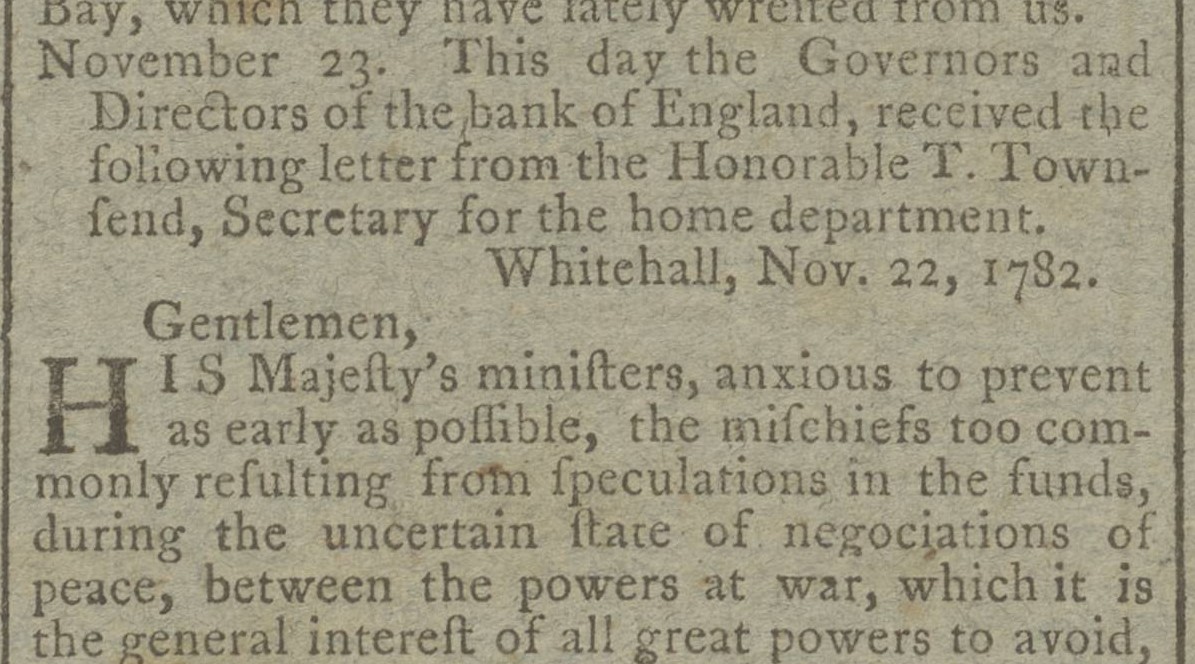 Bay, which they have lately wreſted from us.
November 23. This day the Governors and
Directors of the bank of England, received the
following letter from the Honorable T. Town-
ſend, Secretary for the home department.
Whitehall, Nov. 22, 1782.
Gentlemen,
HIS Majeſty's miniſters, anxious to prevent
as early as poſſible, the miſchiefs too com-
monly reſulting from ſpeculations in the funds,
during the uncertain ſtate of negociations of
peace, between the powers at war, which it is
the general intereſt of all great powers to avoid,